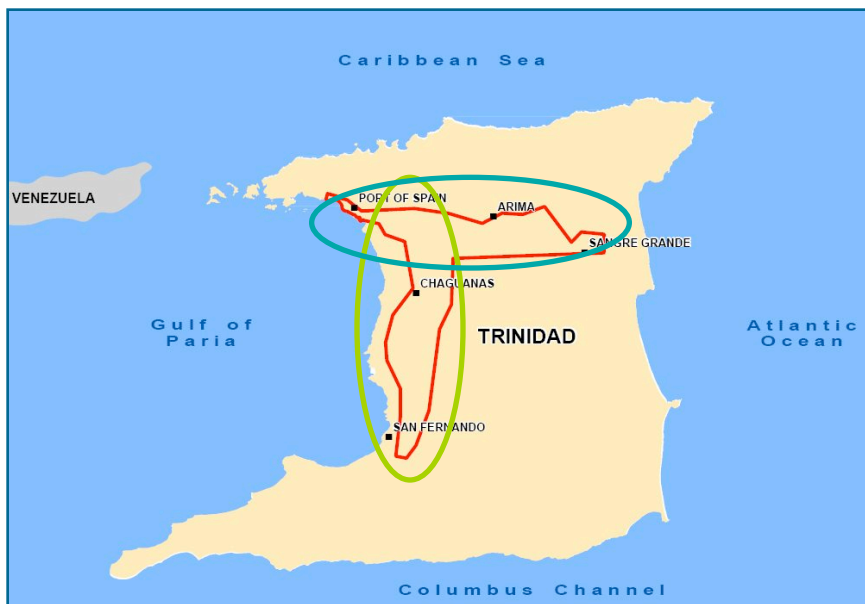 Caribbean Sea
VENEZUELA
PORT OF SPAIN
ARIMA
SANGRE GRANDE
CHAGUANAS
Gulf of
Paria
TRINIDAD
Atlantic
Ocean
SAN FERNANDO
Columbus Channel